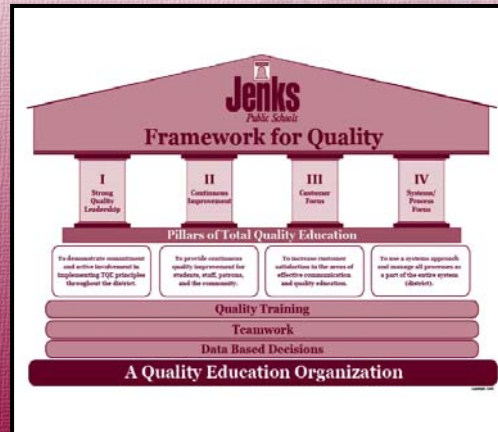 Jenks
Public Schools
Framework for Quality
I
Strong
Quality
Leadership
II
Continuous
Improvement
III
Customer
Focus
IV
Systems/
Process
Focus
Pillars of Total Quality Education
To demonstrate commitment
and active involvement in
implementing TQE principles
throughout the district.
To provide continuous
quality improvement for
students, staff, patrons,
and the community.
To increase customer
satisfaction in the areas of
effective communication
and quality education.
To use a systems approach
and manage all processes as
a part of the entire system
(district).
Quality Training
Teamwork
Data Based Decisions
A Quality Education Organization